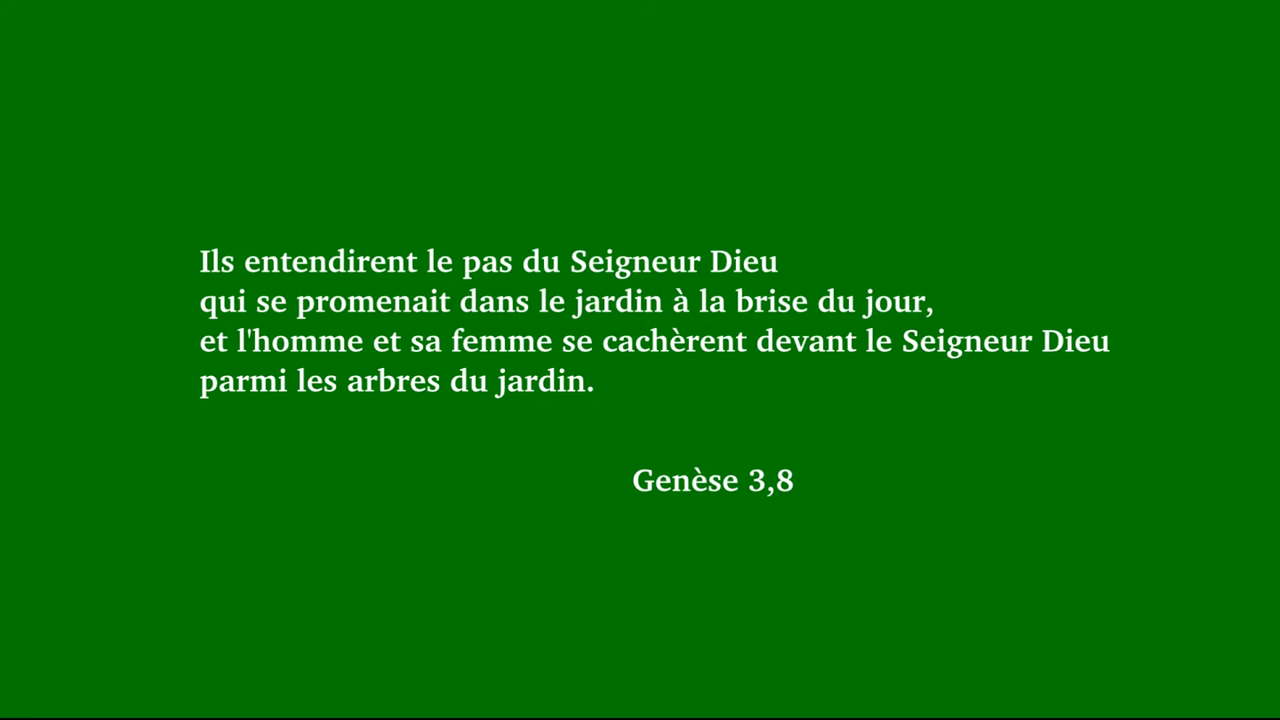 Ils entendirent le pas du Seigneur Dieu
qui se promenait dans le jardin à la brise du jour,
et l'homme et sa femme se cachèrent devant le Seigneur Dieu
parmi les arbres du jardin.
Genèse 3,8